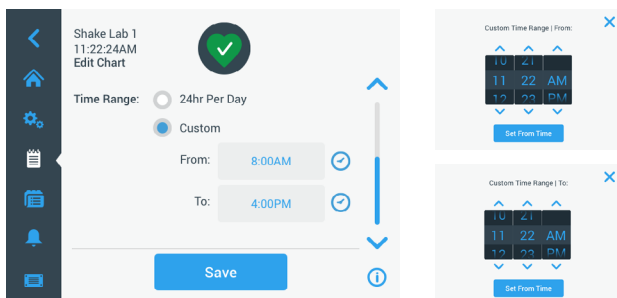 Shake Lab 1
11:22:24AM
Edit Chart
Time Range: 24hr Per Day
Custom
From: 8:00AM
To: 4:00PM
Save
Custom Time Range | From:
10 21
11 22 AM
12 23 PM
Set From Time
Custom Time Range | To:
10 21
11 22 AM
12 23 PM
Set From Time